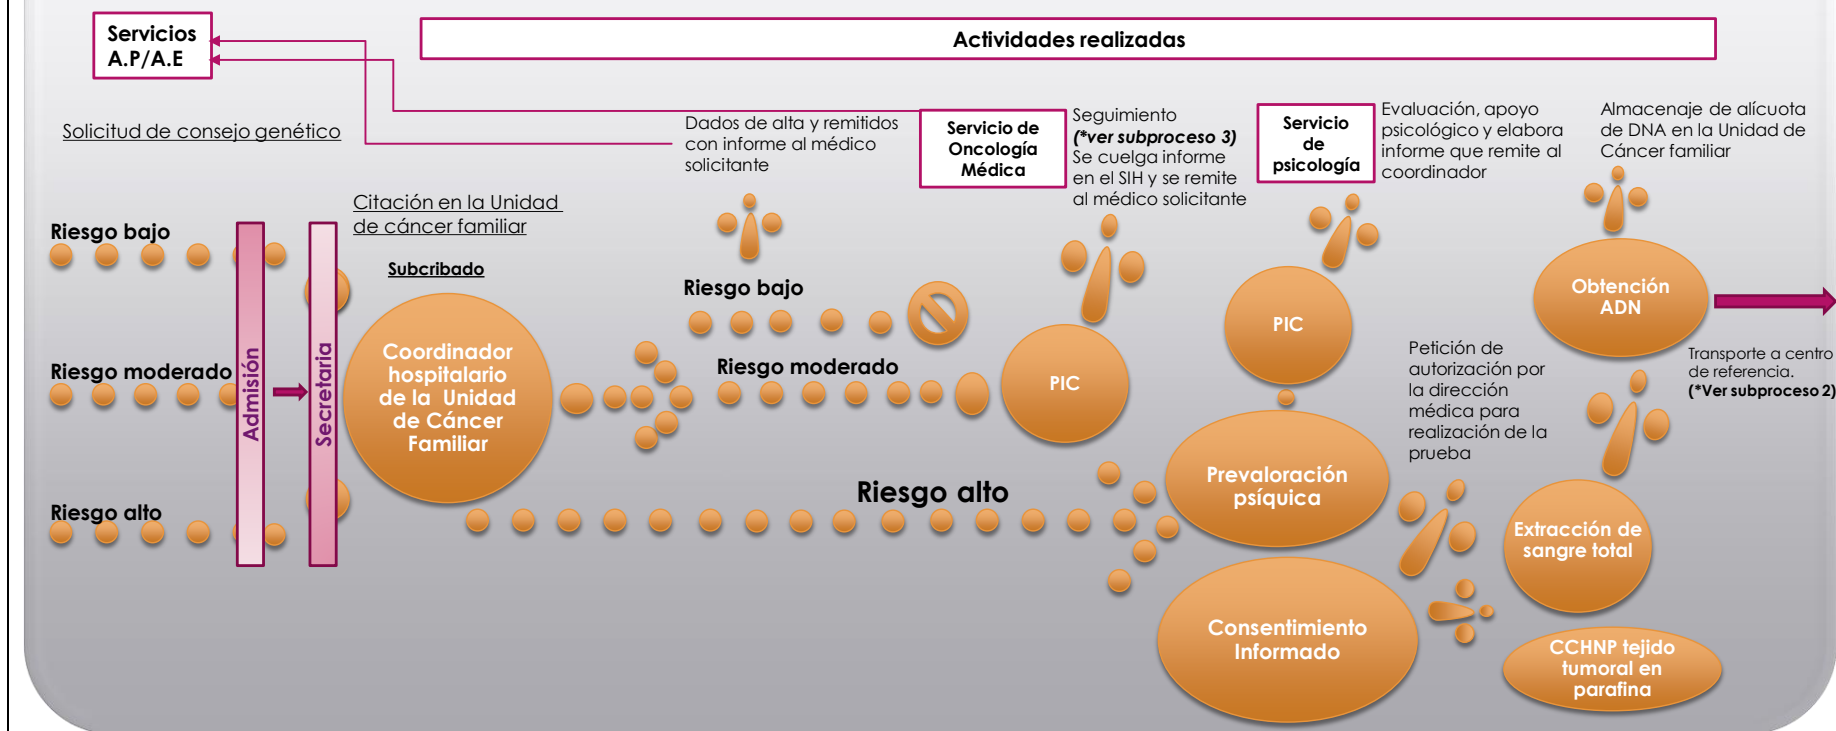 Servicios
A.P/A.E
Actividades realizadas
Solicitud de consejo genético
Dados de alta y remitidos
con informe al médico
solicitante
Servicio de
Oncología
Médica
Seguimiento
(*ver subproceso 3)
Se cuelga informe
en el SIH y se remite
al médico solicitante
Servicio
de
psicología
Evaluación, apoyo
psicológico y elabora
informe que remite al
coordinador
Almacenaje de alícuota
de DNA en la Unidad de
Cáncer familiar
Citación en la Unidad
de cáncer familiar
Subcribado
Riesgo bajo
Riesgo moderado
Riesgo alto
Admisión
Secretaria
Coordinador
hospitalario
de la Unidad
de Cáncer
Familiar
Riesgo bajo
Riesgo moderado
Riesgo alto
PIC
PIC
Prevaloración
psíquica
Consentimiento
Informado
Petición de
autorización por
la dirección
médica para
realización de la
prueba
Obtención
ADN
Transporte a centro
de referencia.
(*Ver subproceso 2)
Extracción de
sangre total
CCHNP tejido
tumoral en
parafina